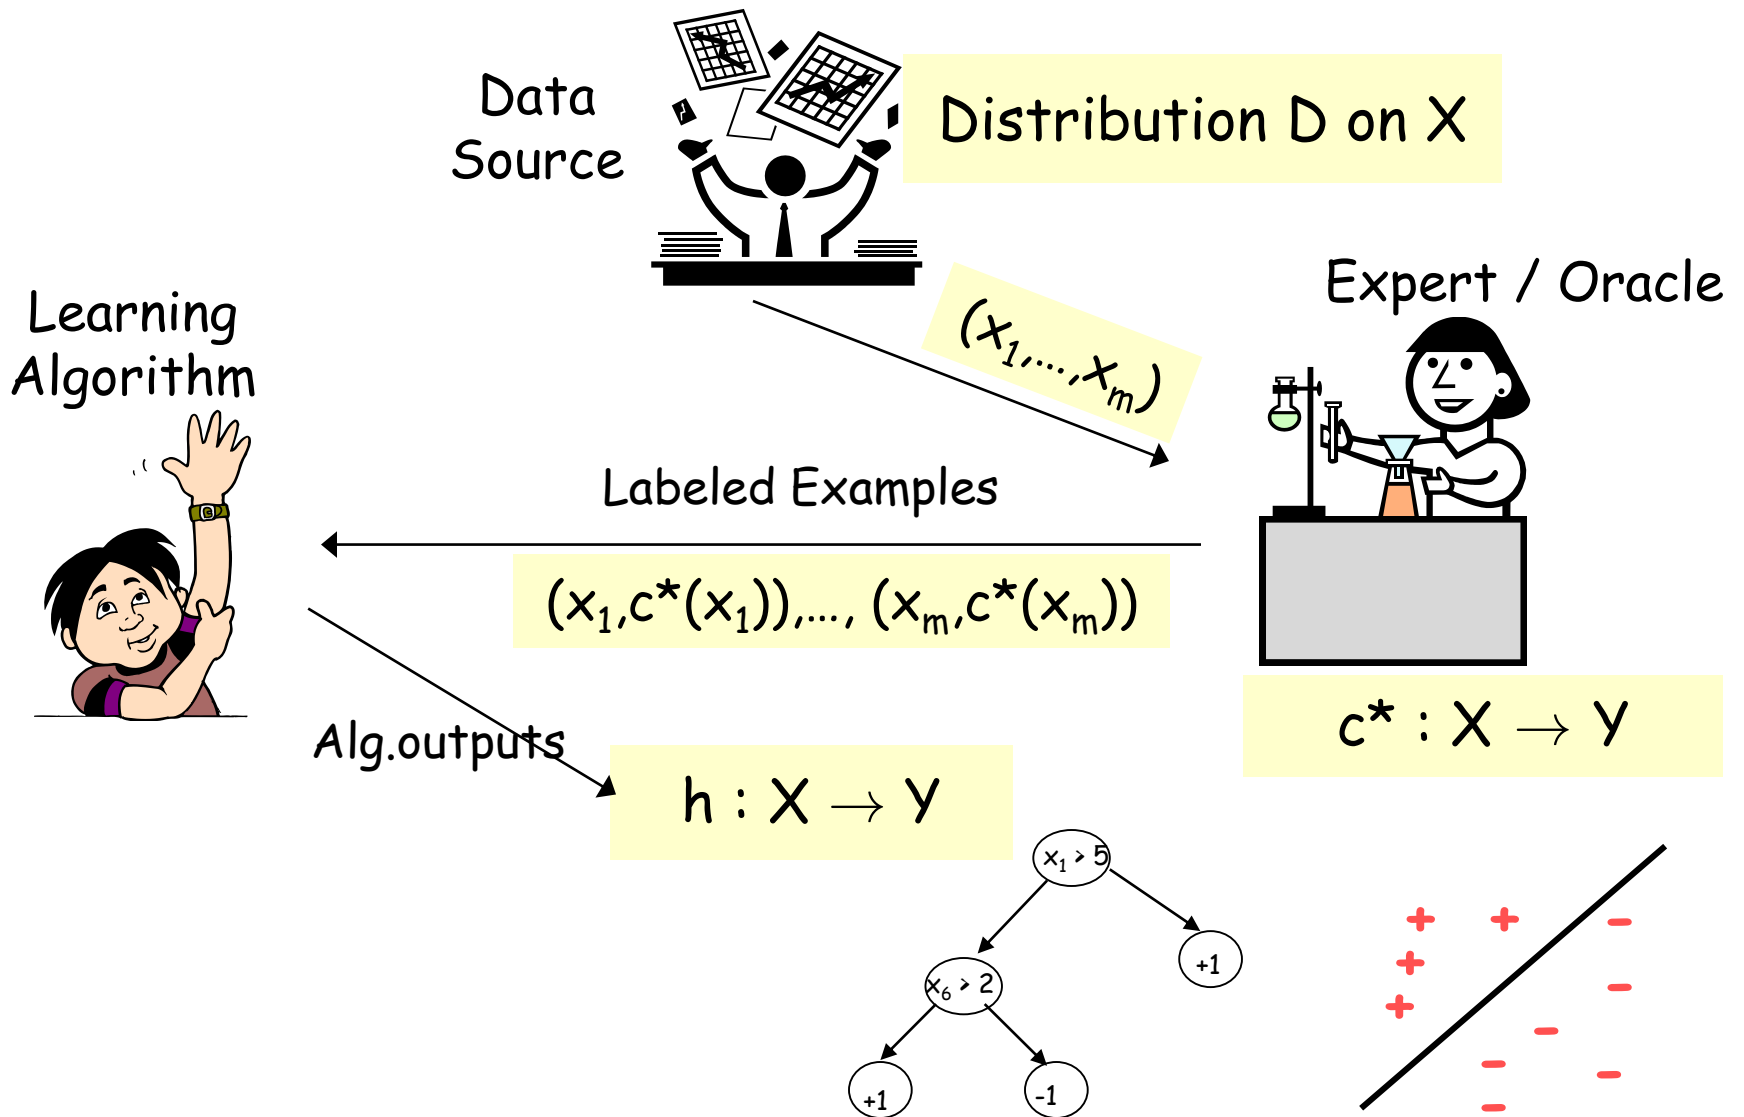 Data
Source
Distribution D on X
Expert / Oracle
Learning
Algorithm
(x₁,...,xₘ)
Labeled Examples
(x₁,c*(x₁)),..., (xₘ,c*(xₘ))
c* : X → Y
Alg.outputs
h : X → Y
x₁ > 5
+1
x₆ > 2
+1
-1
+ + -
+
-
+
-
-
-
-